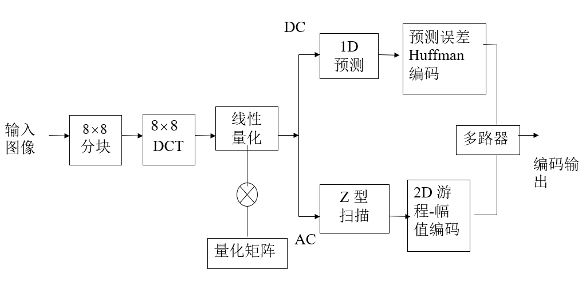 DC
1D
预测
预测误差
Huffman
编码
输入
图像
8×8
分块
8×8
DCT
线性
量化
多路器
编码输
出
Z 型
扫描
2D 游
程-幅
值编码
AC
量化矩阵